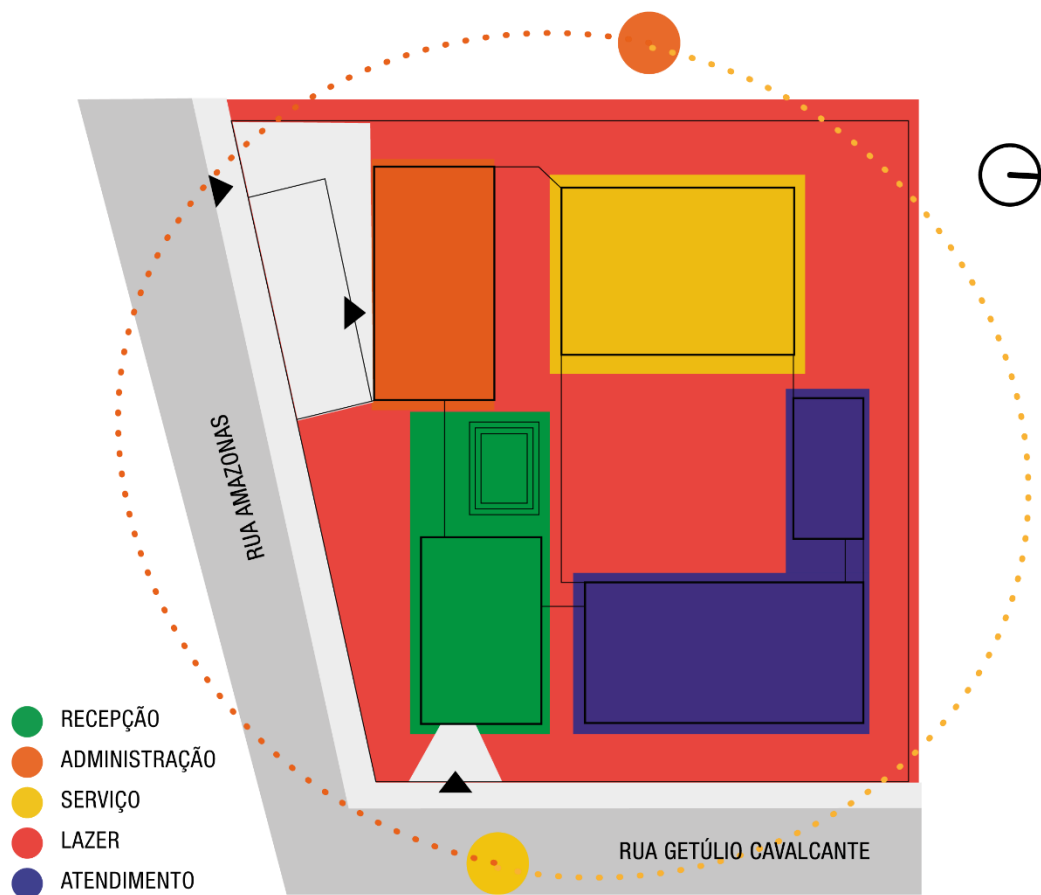 RUA AMAZONAS
RECEPÇÃO
ADMINISTRAÇÃO
SERVIÇO
LAZER
ATENDIMENTO
RUA GETÚLIO CAVALCANTE